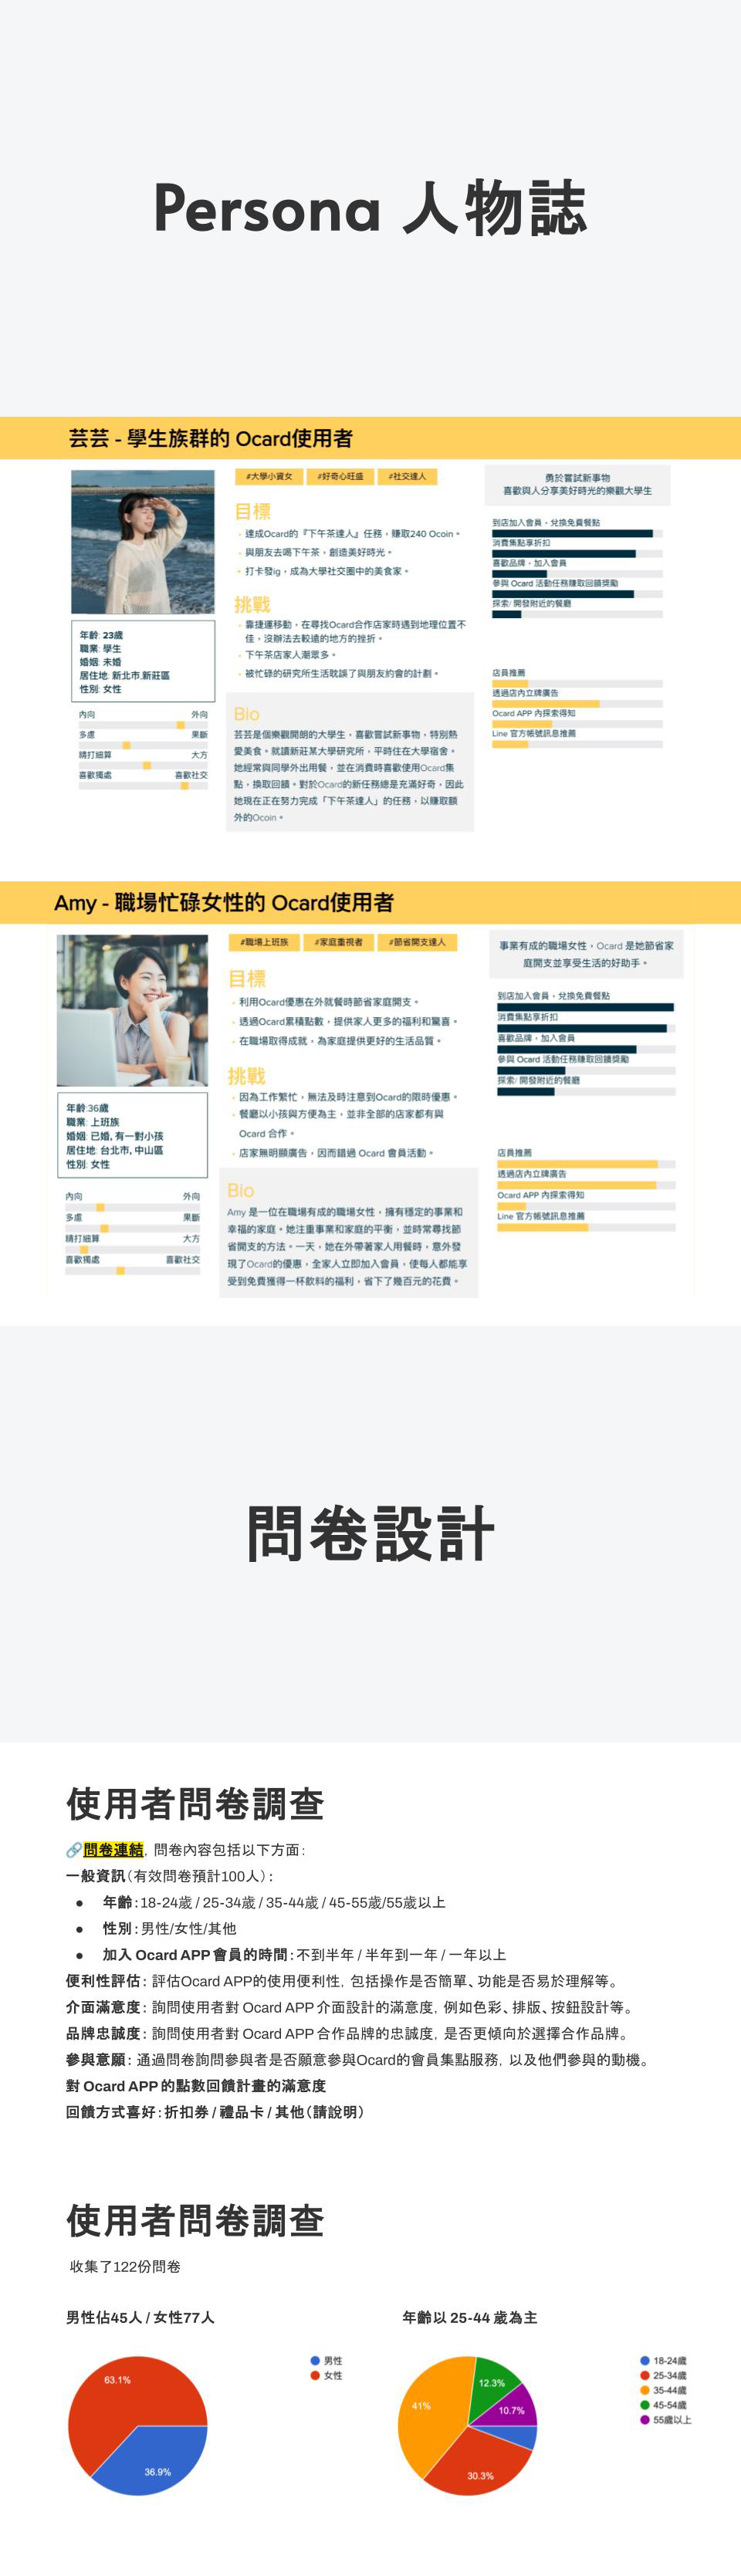 Persona 人物誌
芸芸 - 學生族群的 Ocard使用者
#大學小資女
#好奇心旺盛
#社交達人
目標
· 達成Ocard的『下午茶達人』任務，賺取240 Ocoin。
· 與朋友去喝下午茶，創造美好時光。
· 打卡發ig，成為大學社交圈中的美食家。
挑戰
· 靠捷運移動，在尋找Ocard合作店家時遇到地理位置不
佳，沒辦法去較遠的地方的挫折。
· 下午茶店家人潮眾多。
· 被忙碌的研究所生活耽誤了與朋友約會的計劃。
Bio
芸芸是個樂觀開朗的大學生，喜歡嘗試新事物，特別熱
愛美食。就讀新莊某大學研究所，平時住在大學宿舍。
她經常與同學外出用餐，並在消費時喜歡使用Ocard集
點，換取回饋。對於Ocard的新任務總是充滿好奇，因此
她現在正在努力完成「下午茶達人」的任務，以賺取額
外的Ocoin。
年齡: 23歲
職業: 學生
婚姻: 未婚
居住地: 新北市,新莊區
性別: 女性
內向 外向
多慮 果斷
精打細算 大方
喜歡獨處 喜歡社交
勇於嘗試新事物
喜歡與人分享美好時光的樂觀大學生
到店加入會員，兌換免費餐點
消費集點享折扣
喜歡品牌，加入會員
參與 Ocard 活動任務賺取回饋獎勵
探索/ 開發附近的餐廳
店員推薦
透過店內立牌廣告
Ocard APP 內探索得知
Line 官方帳號訊息推薦
Amy - 職場忙碌女性的 Ocard使用者
#職場上班族
#家庭重視者
#節省開支達人
目標
· 利用Ocard優惠在外就餐時節省家庭開支。
· 透過Ocard累積點數，提供家人更多的福利和驚喜。
· 在職場取得成就，為家庭提供更好的生活品質。
挑戰
· 因為工作繁忙，無法及時注意到Ocard的限時優惠。
· 餐廳以小孩與方便為主，並非全部的店家都有與
Ocard 合作。
· 店家無明顯廣告，因而錯過 Ocard 會員活動。
Bio
Amy 是一位在職場有成的職場女性，擁有穩定的事業和
幸福的家庭。她注重事業和家庭的平衡，並時常尋找節
省開支的方法。一天，她在外帶著家人用餐時，意外發
現了Ocard的優惠，全家人立即加入會員，使每人都能享
受到免費獲得一杯飲料的福利，省下了幾百元的花費。
年齡:36歲
職業: 上班族
婚姻: 已婚, 有一對小孩
居住地: 台北市, 中山區
性別: 女性
內向 外向
多慮 果斷
精打細算 大方
喜歡獨處 喜歡社交
事業有成的職場女性，Ocard 是她節省家
庭開支並享受生活的好助手。
到店加入會員，兌換免費餐點
消費集點享折扣
喜歡品牌，加入會員
參與 Ocard 活動任務賺取回饋獎勵
探索/ 開發附近的餐廳
店員推薦
透過店內立牌廣告
Ocard APP 內探索得知
Line 官方帳號訊息推薦
問卷設計
使用者問卷調查
🔗問卷連結，問卷內容包括以下方面：
一般資訊（有效問卷預計100人）：
● 年齡：18-24歲 / 25-34歲 / 35-44歲 / 45-55歲/55歲以上
● 性別：男性/女性/其他
● 加入 Ocard APP 會員的時間：不到半年 / 半年到一年 / 一年以上
便利性評估：評估Ocard APP的使用便利性，包括操作是否簡單、功能是否易於理解等。
介面滿意度：詢問使用者對 Ocard APP 介面設計的滿意度，例如色彩、排版、按鈕設計等。
品牌忠誠度：詢問使用者對 Ocard APP 合作品牌的忠誠度，是否更傾向於選擇合作品牌。
參與意願：通過問卷詢問參與者是否願意參與Ocard的會員集點服務，以及他們參與的動機。
對 Ocard APP 的點數回饋計畫的滿意度
回饋方式喜好：折扣券 / 禮品卡 / 其他（請說明）
使用者問卷調查
收集了122份問卷
男性佔45人 / 女性77人
63.1%
36.9%
男性
女性
年齡以 25-44 歲為主
12.3%
10.7%
41%
30.3%
18-24歲
25-34歲
35-44歲
45-54歲
55歲以上